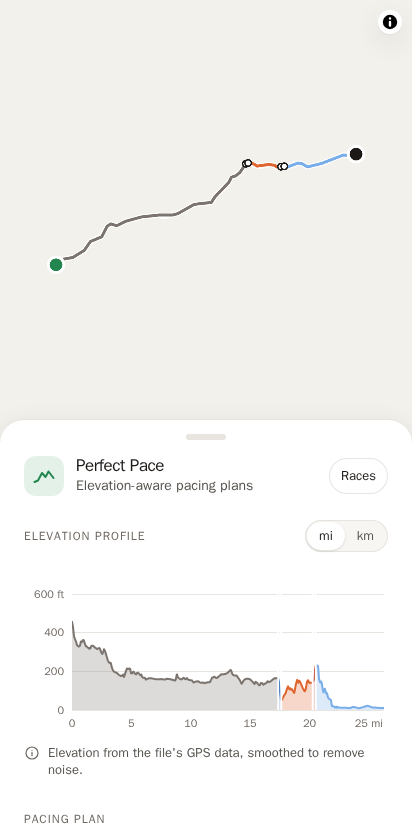 Perfect Pace
Elevation-aware pacing plans
Races
ELEVATION PROFILE
mi
km
600 ft
400
200
0
0
5
10
15
20
25 mi
Elevation from the file's GPS data, smoothed to remove
noise.
PACING PLAN